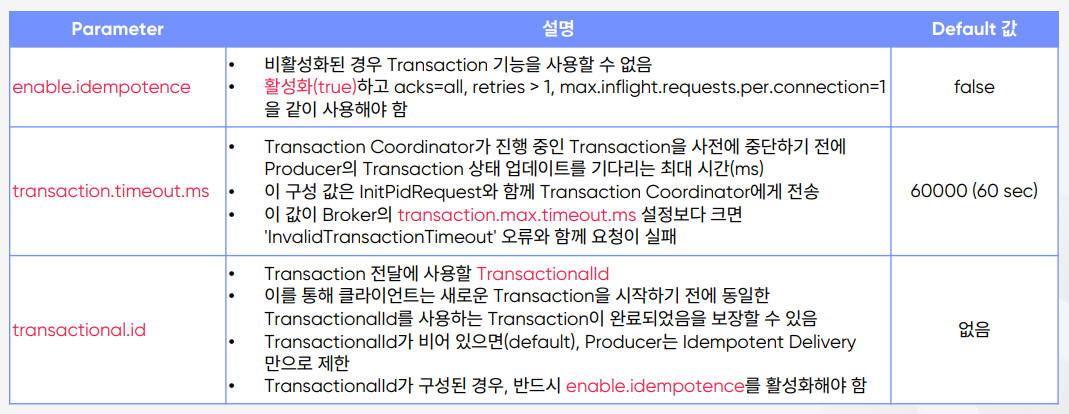 Parameter 설명 Default 값
enable.idempotence
• 비활성화된 경우 Transaction 기능을 사용할 수 없음
• 활성화(true)하고 acks=all, retries > 1, max.inflight.requests.per.connection=1
을 같이 사용해야 함
false
transaction.timeout.ms
• Transaction Coordinator가 진행 중인 Transaction을 사전에 중단하기 전에
Producer의 Transaction 상태 업데이트를 기다리는 최대 시간(ms)
• 이 구성 값은 InitPidRequest와 함께 Transaction Coordinator에게 전송
• 이 값이 Broker의 transaction.max.timeout.ms 설정보다 크면
'InvalidTransactionTimeout' 오류와 함께 요청이 실패
60000 (60 sec)
transactional.id
• Transaction 전달에 사용할 TransactionalId
• 이를 통해 클라이언트는 새로운 Transaction을 시작하기 전에 동일한
TransactionalId를 사용하는 Transaction이 완료되었음을 보장할 수 있음
• TransactionalId가 비어 있으면(default), Producer는 Idempotent Delivery
만으로 제한
• TransactionalId가 구성된 경우, 반드시 enable.idempotence를 활성화해야 함
없음